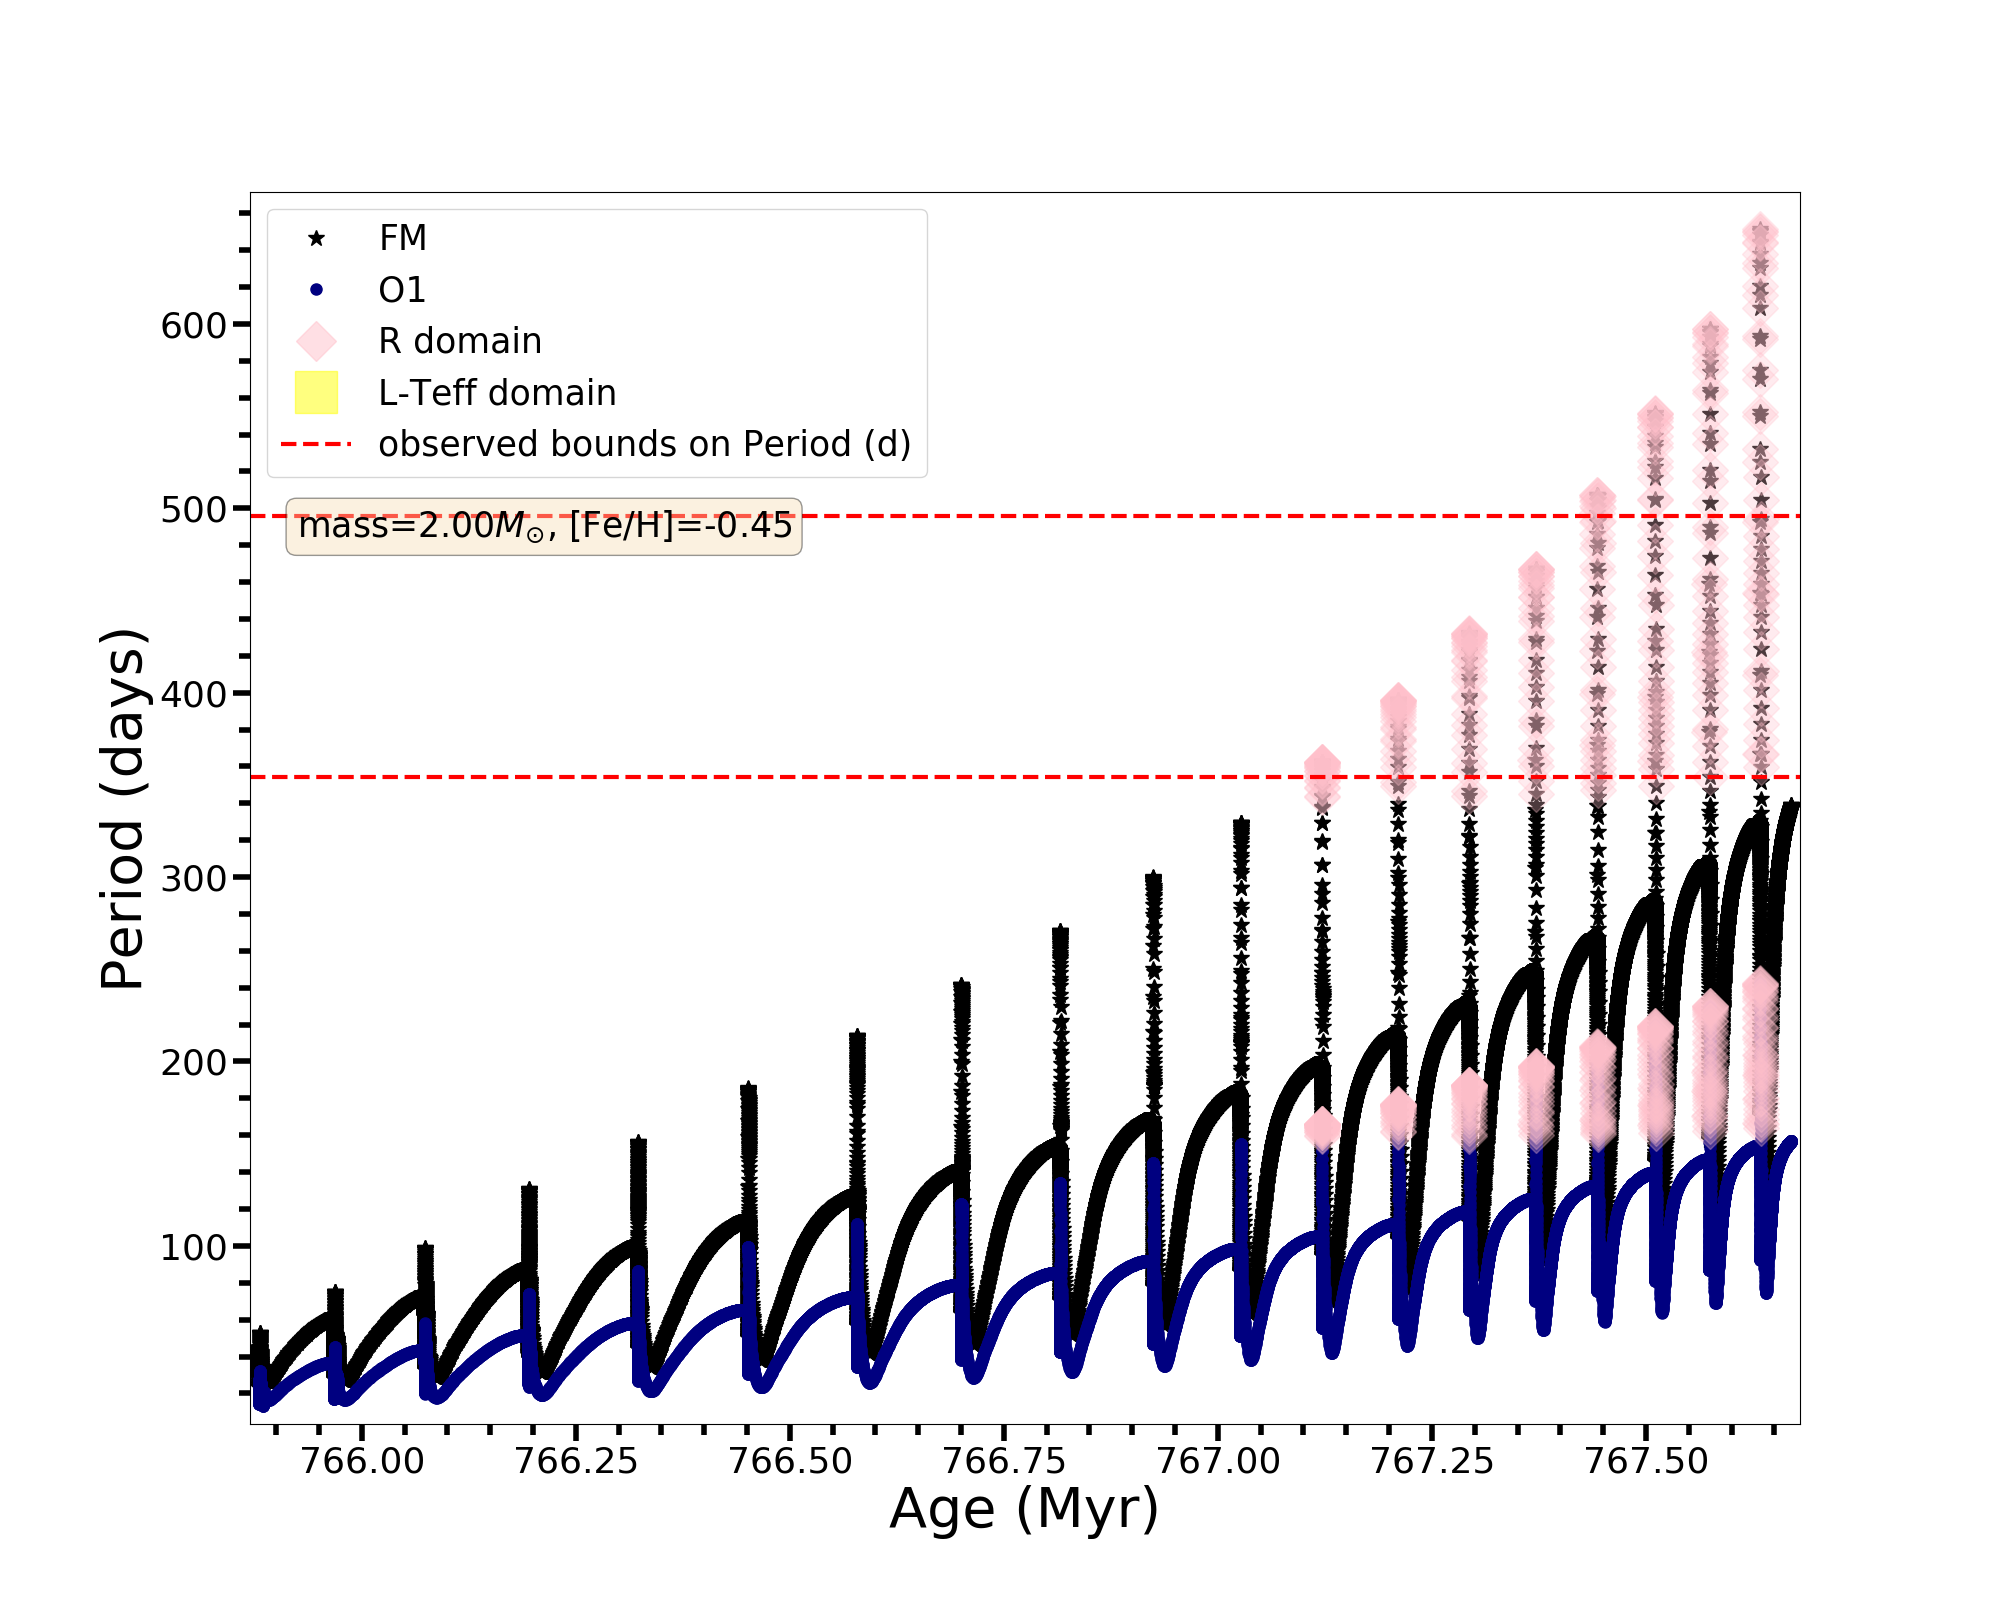 FM
O1
R domain
L-Teff domain
observed bounds on Period (d)
mass=2.00M⊙, [Fe/H]=-0.45
Period (days)
600
500
400
300
200
100
766.00 766.25 766.50 766.75 767.00 767.25 767.50
Age (Myr)